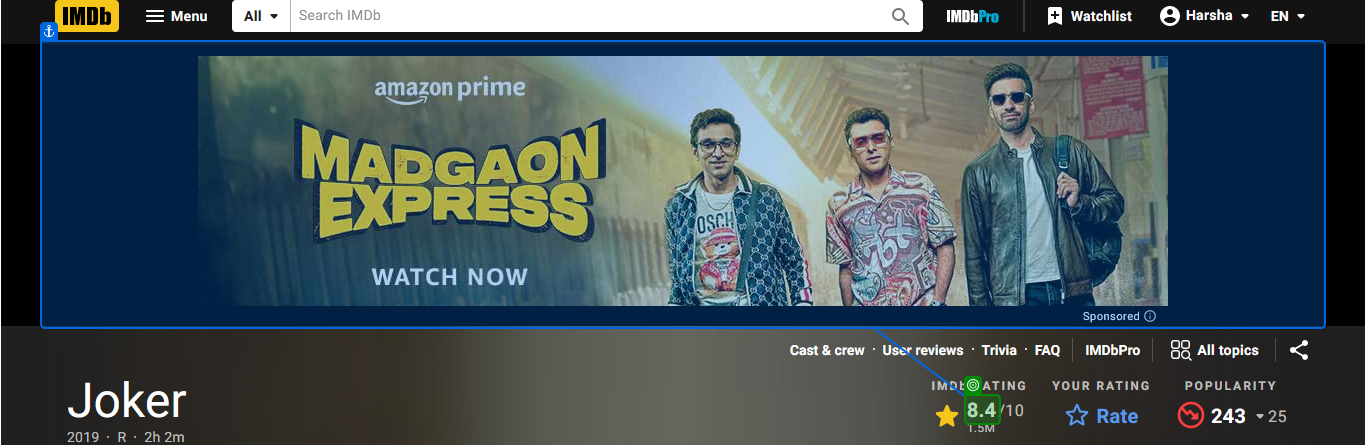 IMDb Menu All Search IMDb IMDbPro Watchlist Harsha EN
amazon prime
MADGAON
EXPRESS
WATCH NOW
OSCH
Sponsored
Cast & crew · User reviews · Trivia · FAQ IMDbPro All topics
IMDb RATING YOUR RATING POPULARITY
Joker
8.4/10 Rate 243 25
1.5M
2019 · R · 2h 2m